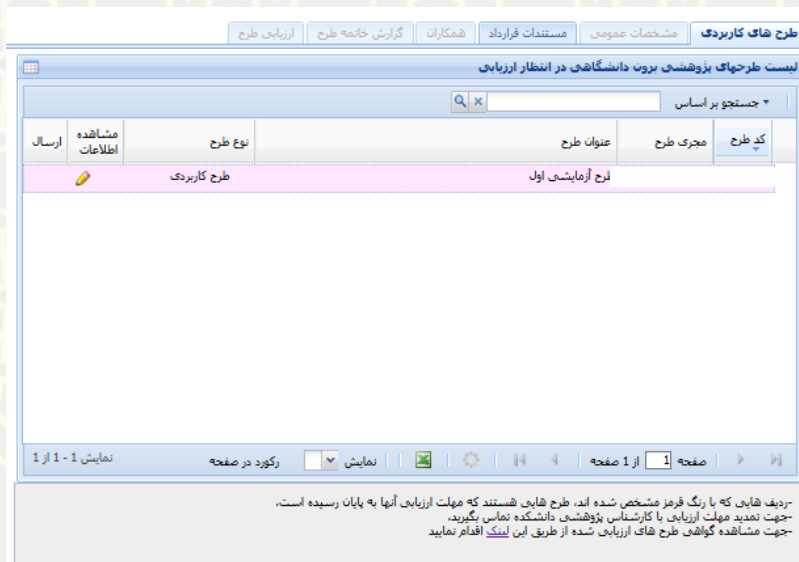 طرح های کاربردی مشخصات عمومی مستندات قرارداد همکاران گزارش خاتمه طرح ارزیابی طرح
لیست طرحهای پژوهشی برون دانشگاهی در انتظار ارزیابی
جستجو بر اساس
کد طرح مجری طرح عنوان طرح نوع طرح مشاهده اطلاعات ارسال
طرح آزمایشی اول طرح کاربردی
صفحه 1 از 1 صفحه نمایش رکورد در صفحه نمایش 1 - 1 از 1
-ردیف هایی که با رنگ قرمز مشخص شده اند، طرح هایی هستند که مهلت ارزیابی آنها به پایان رسیده است.
-جهت تمدید مهلت ارزیابی با کارشناس پژوهشی دانشکده تماس بگیرید.
-جهت مشاهده گواهی طرح های ارزیابی شده از طریق این لینک اقدام نمایید